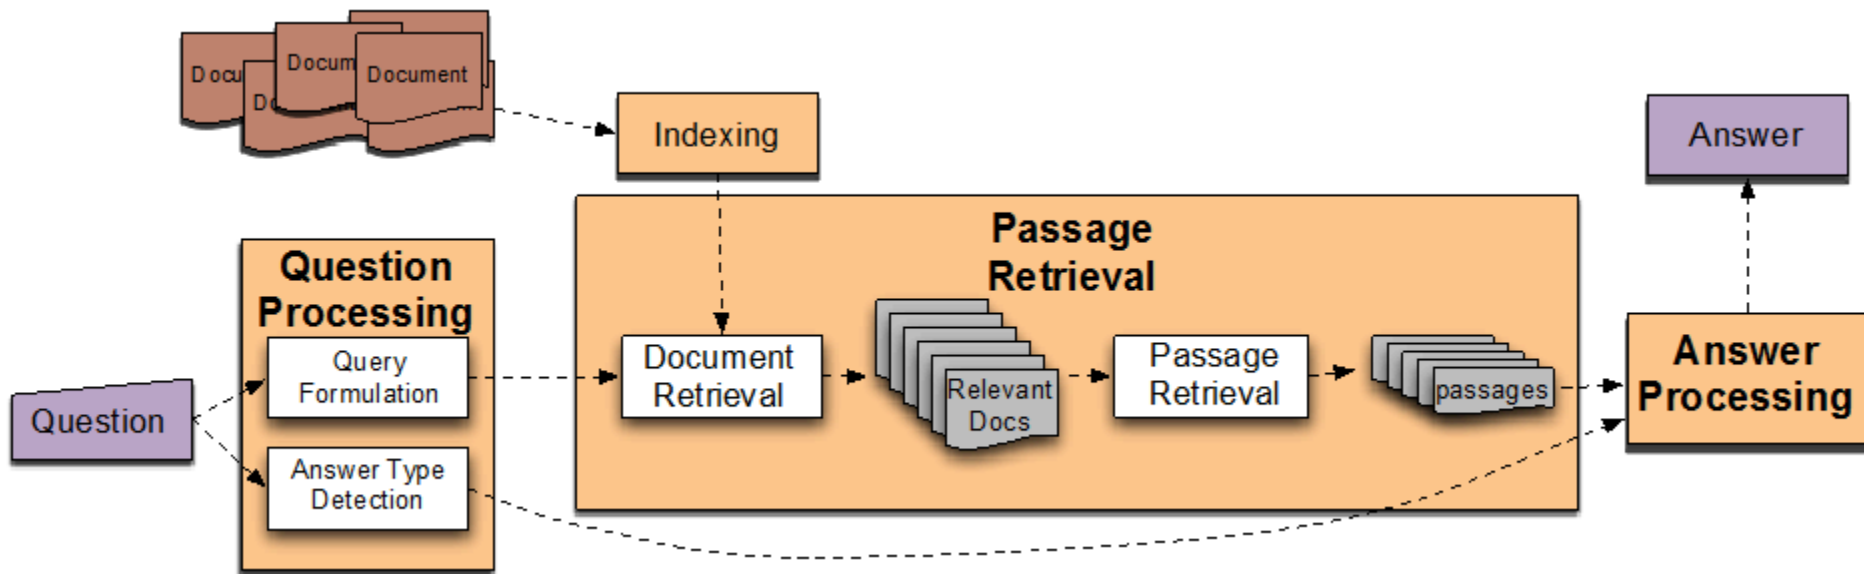 Docu
Docum
Document
Do
Indexing
Answer
Passage
Retrieval
Question
Processing
Query
Formulation
Document
Retrieval
Relevant
Docs
Passage
Retrieval
passages
Answer
Processing
Question
Answer Type
Detection